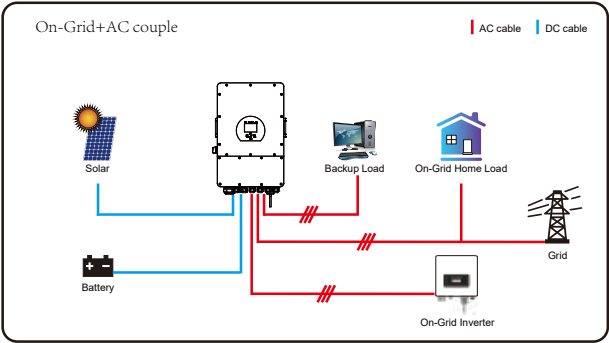 On-Grid+AC couple
AC cable
DC cable
Solar
Backup Load
On-Grid Home Load
Grid
Battery
On-Grid Inverter